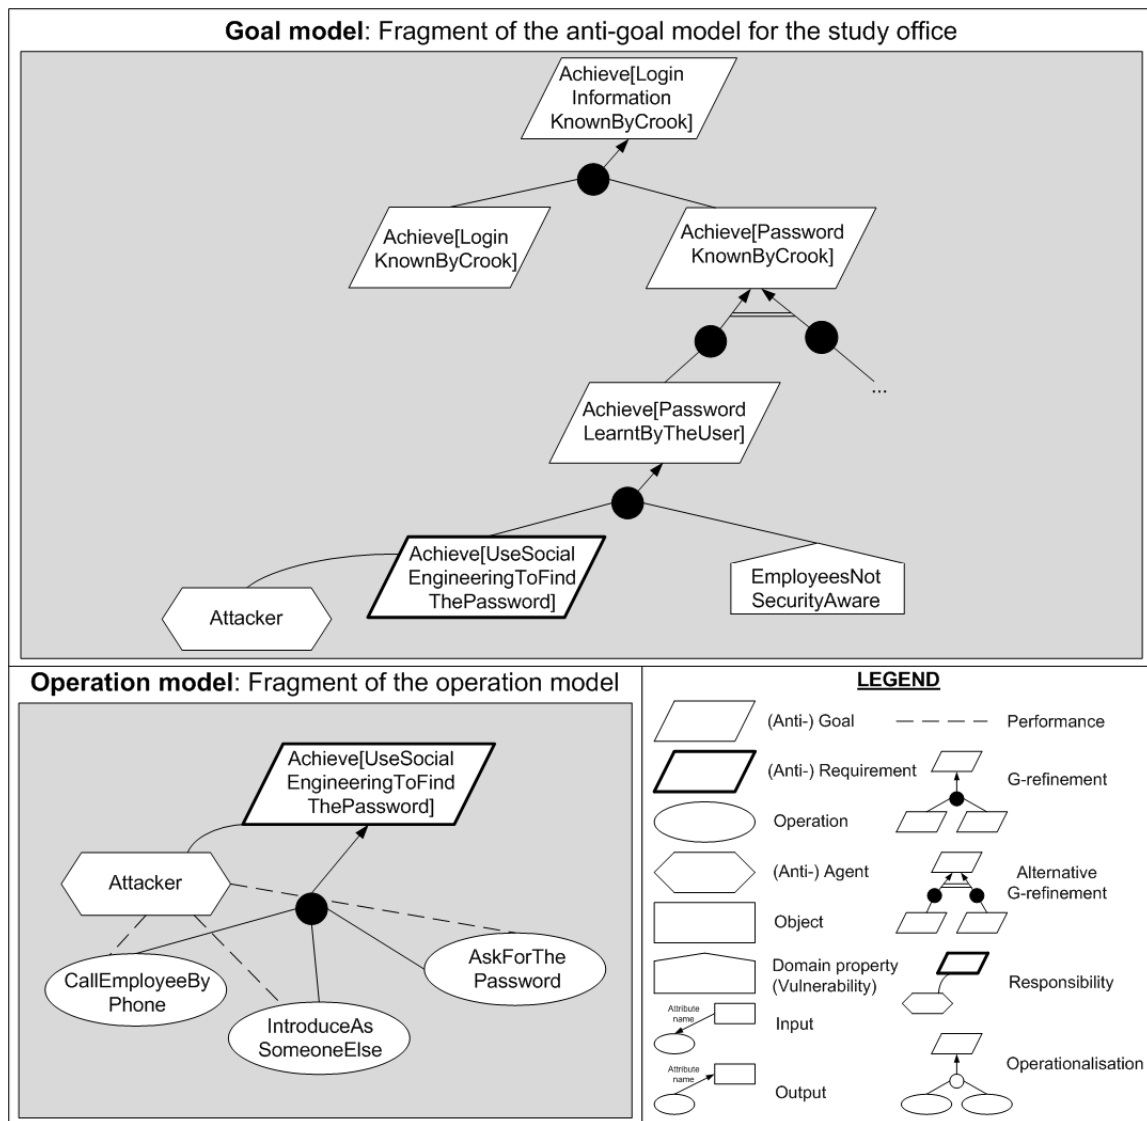 Goal model: Fragment of the anti-goal model for the study office
Achieve[Login
Information
KnownByCrook]
Achieve[Login
KnownByCrook]
Achieve[Password
KnownByCrook]
...
Achieve[Password
LearntByTheUser]
Achieve[UseSocial
EngineeringToFind
ThePassword]
Attacker
EmployeesNot
SecurityAware
Operation model: Fragment of the operation model
Achieve[UseSocial
EngineeringToFind
ThePassword]
Attacker
CallEmployeeBy
Phone
IntroduceAs
SomeoneElse
AskForThe
Password
LEGEND
(Anti-) Goal
(Anti-) Requirement
Operation
(Anti-) Agent
Object
Domain property
(Vulnerability)
Attribute
name
Input
Attribute
name
Output
Performance
G-refinement
Alternative
G-refinement
Responsibility
Operationalisation